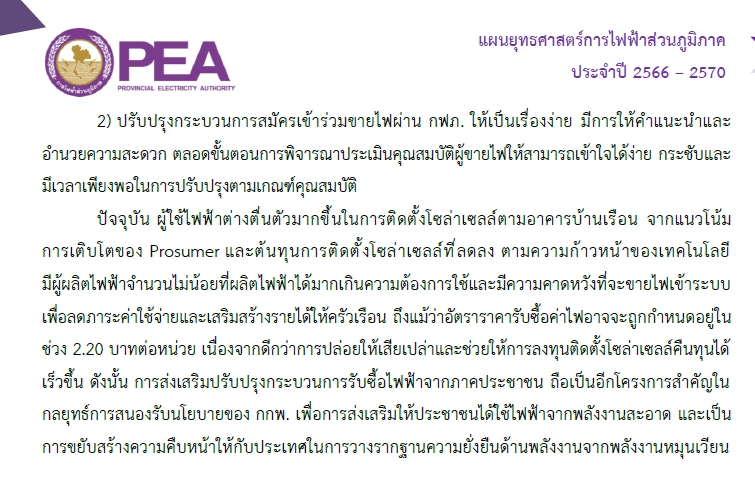 PEA
PROVINCIAL ELECTRICITY AUTHORITY
แผนยุทธศาสตร์การไฟฟ้าส่วนภูมิภาค
ประจำปี 2566 – 2570
2) ปรับปรุงกระบวนการสมัครเข้าร่วมขายไฟผ่าน กฟภ. ให้เป็นเรื่องง่าย มีการให้คำแนะนำและ
อำนวยความสะดวก ตลอดขั้นตอนการพิจารณาประเมินคุณสมบัติผู้ขายไฟให้สามารถเข้าใจได้ง่าย กระชับและ
มีเวลาเพียงพอในการปรับปรุงตามเกณฑ์คุณสมบัติ
ปัจจุบัน ผู้ใช้ไฟฟ้าต่างตื่นตัวมากขึ้นในการติดตั้งโซล่าเซลล์ตามอาคารบ้านเรือน จากแนวโน้ม
การเติบโตของ Prosumer และต้นทุนการติดตั้งโซล่าเซลล์ที่ลดลง ตามความก้าวหน้าของเทคโนโลยี
มีผู้ผลิตไฟฟ้าจำนวนไม่น้อยที่ผลิตไฟฟ้าได้มากเกินความต้องการใช้และมีความคาดหวังที่จะขายไฟเข้าระบบ
เพื่อลดภาระค่าใช้จ่ายและเสริมสร้างรายได้ให้ครัวเรือน ถึงแม้ว่าอัตราราคารับซื้อค่าไฟอาจจะถูกกำหนดอยู่ใน
ช่วง 2.20 บาทต่อหน่วย เนื่องจากดีกว่าการปล่อยให้เสียเปล่าและช่วยให้การลงทุนติดตั้งโซล่าเซลล์คืนทุนได้
เร็วขึ้น ดังนั้น การส่งเสริมปรับปรุงกระบวนการรับซื้อไฟฟ้าจากภาคประชาชน ถือเป็นอีกโครงการสำคัญใน
กลยุทธ์การสนองรับนโยบายของ กกพ. เพื่อการส่งเสริมให้ประชาชนได้ใช้ไฟฟ้าจากพลังงานสะอาด และเป็น
การขยับสร้างความคืบหน้าให้กับประเทศในการวางรากฐานความยั่งยืนด้านพลังงานจากพลังงานหมุนเวียน